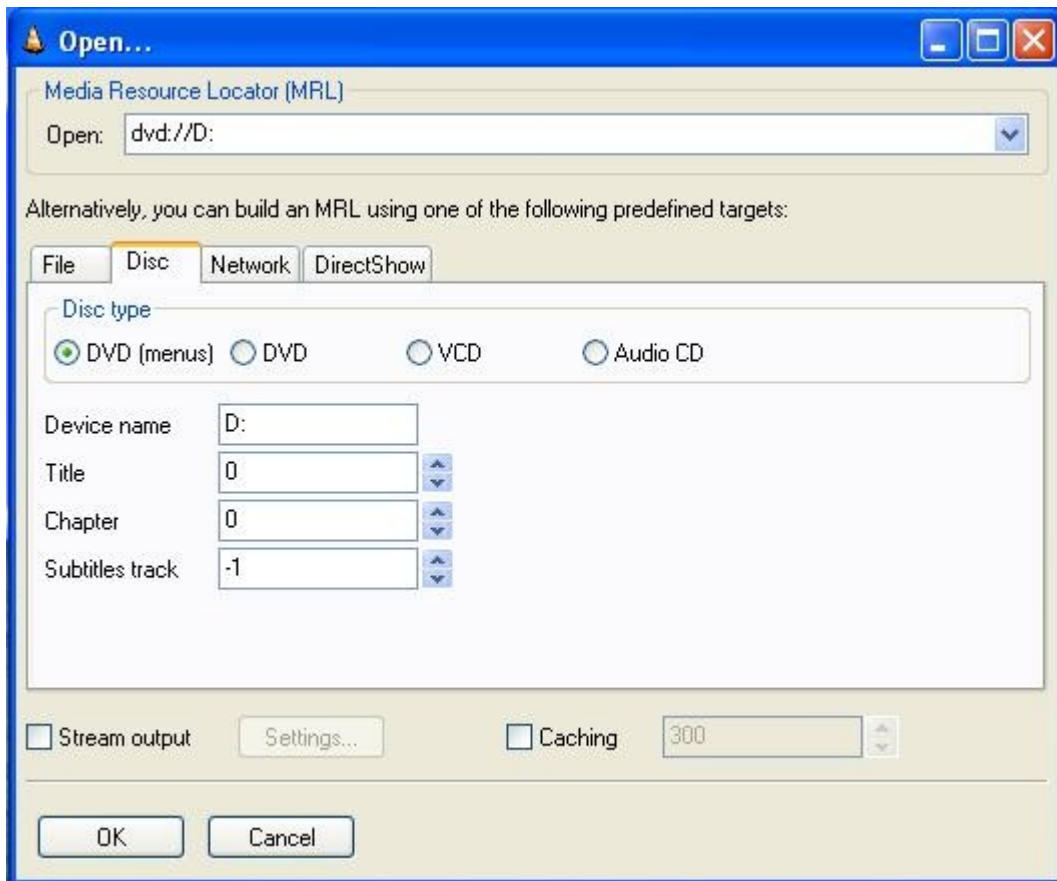 Open...
Media Resource Locator (MRL)
Open: dvd://D:
Alternatively, you can build an MRL using one of the following predefined targets:
File Disc Network DirectShow
Disc type
DVD (menus) DVD VCD Audio CD
Device name D:
Title 0
Chapter 0
Subtitles track -1
Stream output Settings... Caching 300
OK Cancel